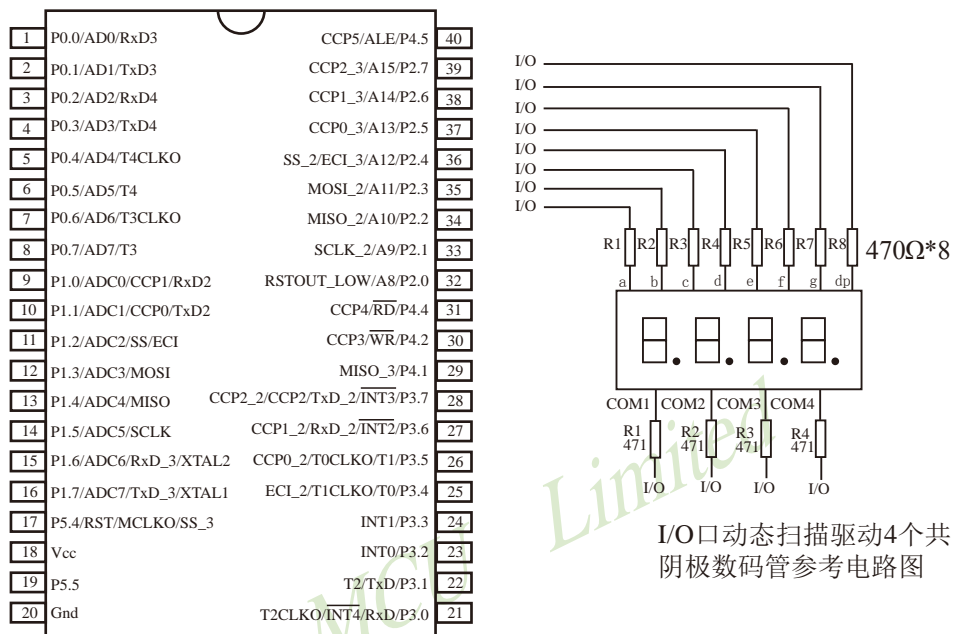 1 P0.0/AD0/RxD3 CCP5/ALE/P4.5 40
2 P0.1/AD1/TxD3 CCP2_3/A15/P2.7 39
3 P0.2/AD2/RxD4 CCP1_3/A14/P2.6 38
4 P0.3/AD3/TxD4 CCP0_3/A13/P2.5 37
5 P0.4/AD4/T4CLKO SS_2/ECI_3/A12/P2.4 36
6 P0.5/AD5/T4 MOSI_2/A11/P2.3 35
7 P0.6/AD6/T3CLKO MISO_2/A10/P2.2 34
8 P0.7/AD7/T3 SCLK_2/A9/P2.1 33
9 P1.0/ADC0/CCP1/RxD2 RSTOUT_LOW/A8/P2.0 32
10 P1.1/ADC1/CCP0/TxD2 CCP4/RD/P4.4 31
11 P1.2/ADC2/SS/ECI CCP3/WR/P4.2 30
12 P1.3/ADC3/MOSI MISO_3/P4.1 29
13 P1.4/ADC4/MISO CCP2_2/CCP2/TxD_2/INT3/P3.7 28
14 P1.5/ADC5/SCLK CCP1_2/RxD_2/INT2/P3.6 27
15 P1.6/ADC6/RxD_3/XTAL2 CCP0_2/T0CLKO/T1/P3.5 26
16 P1.7/ADC7/TxD_3/XTAL1 ECI_2/T1CLKO/T0/P3.4 25
17 P5.4/RST/MCLKO/SS_3 INT1/P3.3 24
18 Vcc INT0/P3.2 23
19 P5.5 T2/TxD/P3.1 22
20 Gnd T2CLKO/INT4/RxD/P3.0 21
I/O
I/O
I/O
I/O
I/O
I/O
I/O
I/O
R1 R2 R3 R4 R5 R6 R7 R8 470Ω*8
a b c d e f g dp
COM1 COM2 COM3 COM4
R1 R2 R3 R4
471 471 471 471
I/O I/O I/O I/O
I/O口动态扫描驱动4个共
阴极数码管参考电路图
MCU Limited